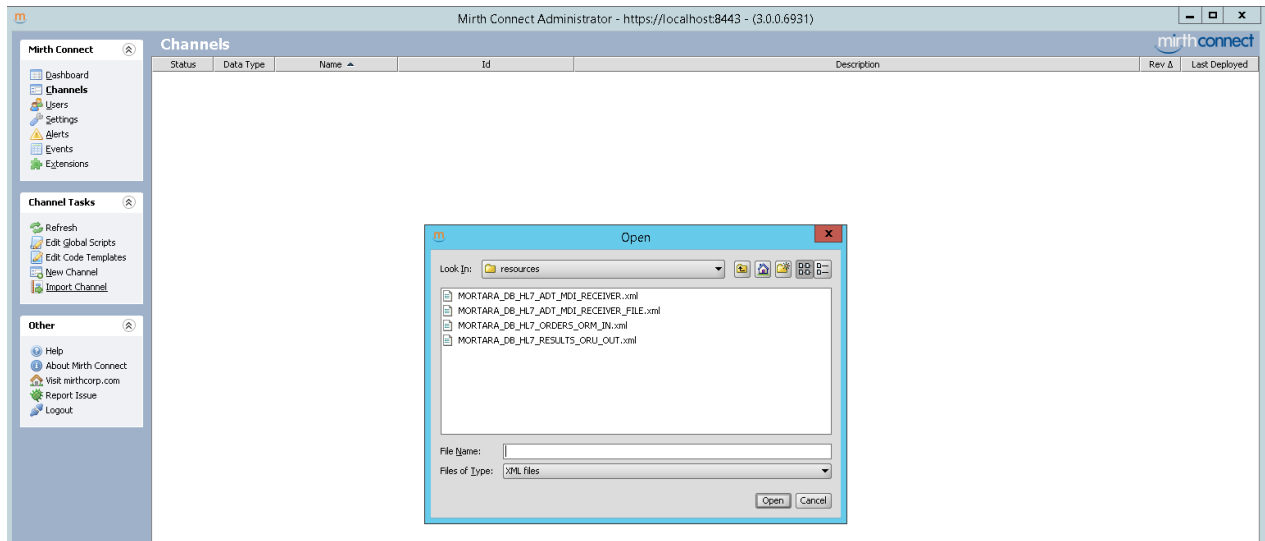 Mirth Connect Administrator - https://localhost:8443 - (3.0.0.6931)
Mirth Connect
Dashboard
Channels
Users
Settings
Alerts
Events
Extensions
Channel Tasks
Refresh
Edit Global Scripts
Edit Code Templates
New Channel
Import Channel
Other
Help
About Mirth Connect
Visit mirthcorp.com
Report Issue
Logout
Channels
mirth connect
Status Data Type Name Id Description Rev Δ Last Deployed
Open
Look In: resources
MORTARA_DB_HL7_ADT_MDI_RECEIVER.xml
MORTARA_DB_HL7_ADT_MDI_RECEIVER_FILE.xml
MORTARA_DB_HL7_ORDERS_ORM_IN.xml
MORTARA_DB_HL7_RESULTS_ORU_OUT.xml
File Name:
Files of Type: XML files
Open Cancel